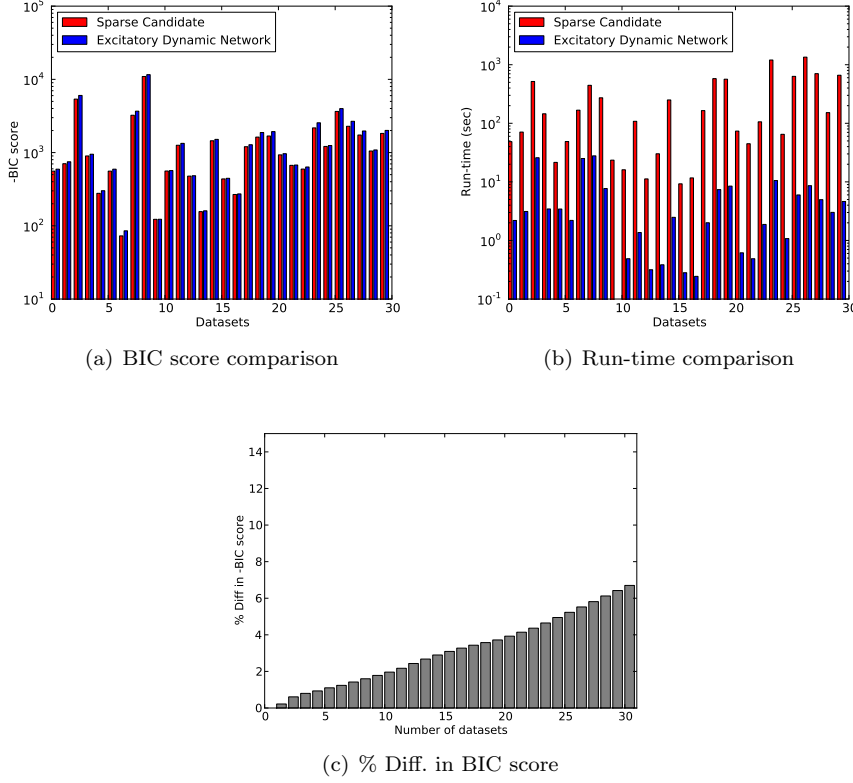 10^5
10^4
10^3
10^2
10^1
-BIC score
Sparse Candidate
Excitatory Dynamic Network
0 5 10 15 20 25 30
Datasets
(a) BIC score comparison
10^4
10^3
10^2
10^1
10^0
10^-1
Run-time (sec)
Sparse Candidate
Excitatory Dynamic Network
0 5 10 15 20 25 30
Datasets
(b) Run-time comparison
14
12
10
8
6
4
2
0
% Diff in -BIC score
0 5 10 15 20 25 30
Number of datasets
(c) % Diff. in BIC score